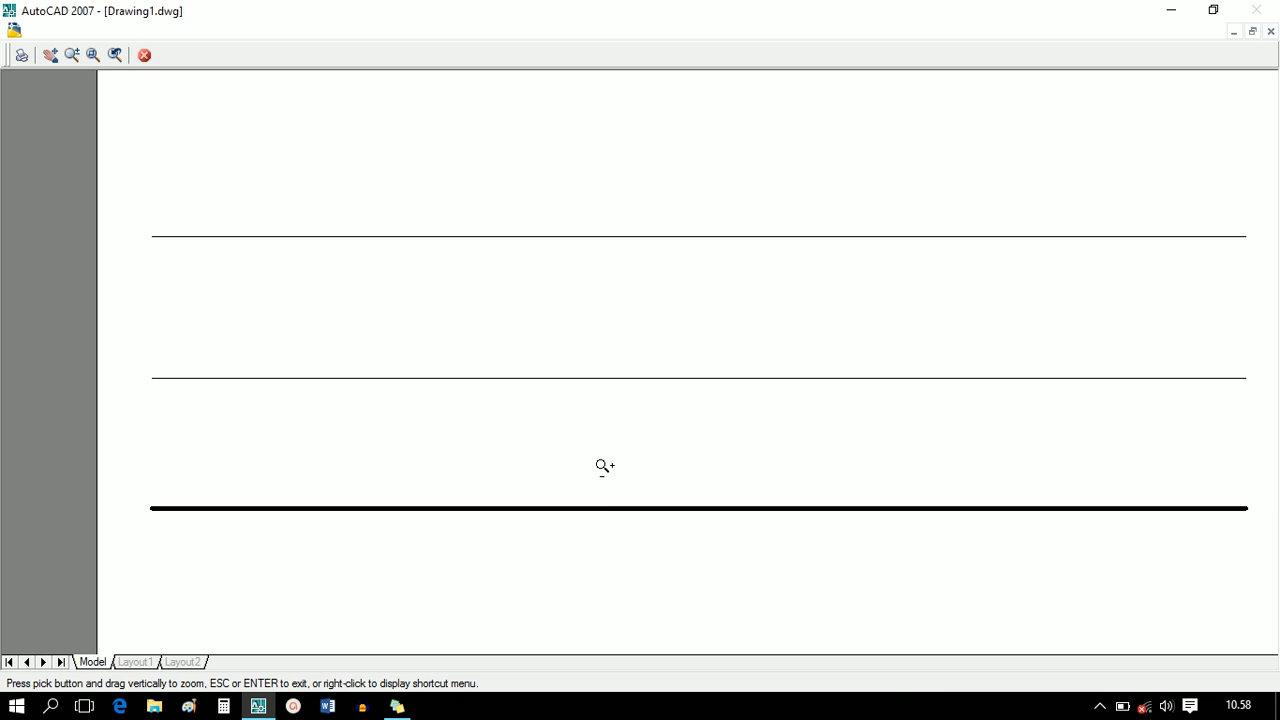 AutoCAD 2007 - [Drawing1.dwg]
Model
Layout1
Layout2
Press pick button and drag vertically to zoom, ESC or ENTER to exit, or right-click to display shortcut menu.
10.58